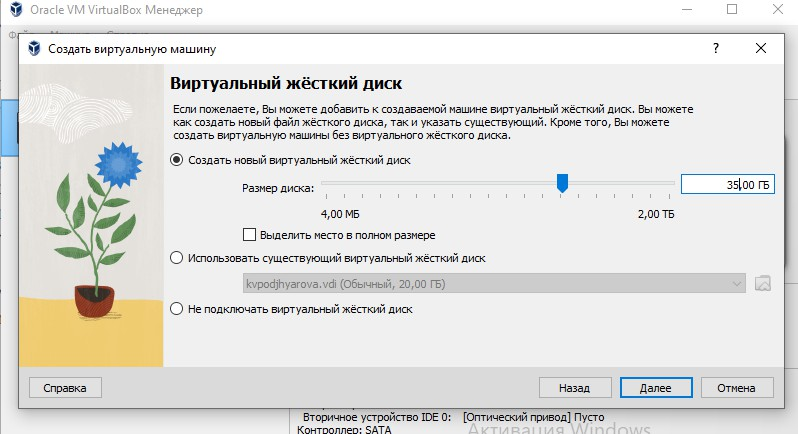 Oracle VM VirtualBox Менеджер
Создать виртуальную машину
?
Виртуальный жёсткий диск
Если пожелаете, Вы можете добавить к создаваемой машине виртуальный жёсткий диск. Вы можете
как создать новый файл жёсткого диска, так и указать существующий. Кроме того, Вы можете
создать виртуальную машины без виртуального жёсткого диска.
Создать новый виртуальный жёсткий диск
Размер диска:
35,00 ГБ
4,00 МБ
2,00 ТБ
Выделить место в полном размере
Использовать существующий виртуальный жёсткий диск
kvpodjhyarova.vdi (Обычный, 20,00 ГБ)
Не подключать виртуальный жёсткий диск
Справка
Назад
Далее
Отмена
Вторичное устройство IDE 0: [Оптический привод] Пусто
Контроллер: SATA
Активация Windows